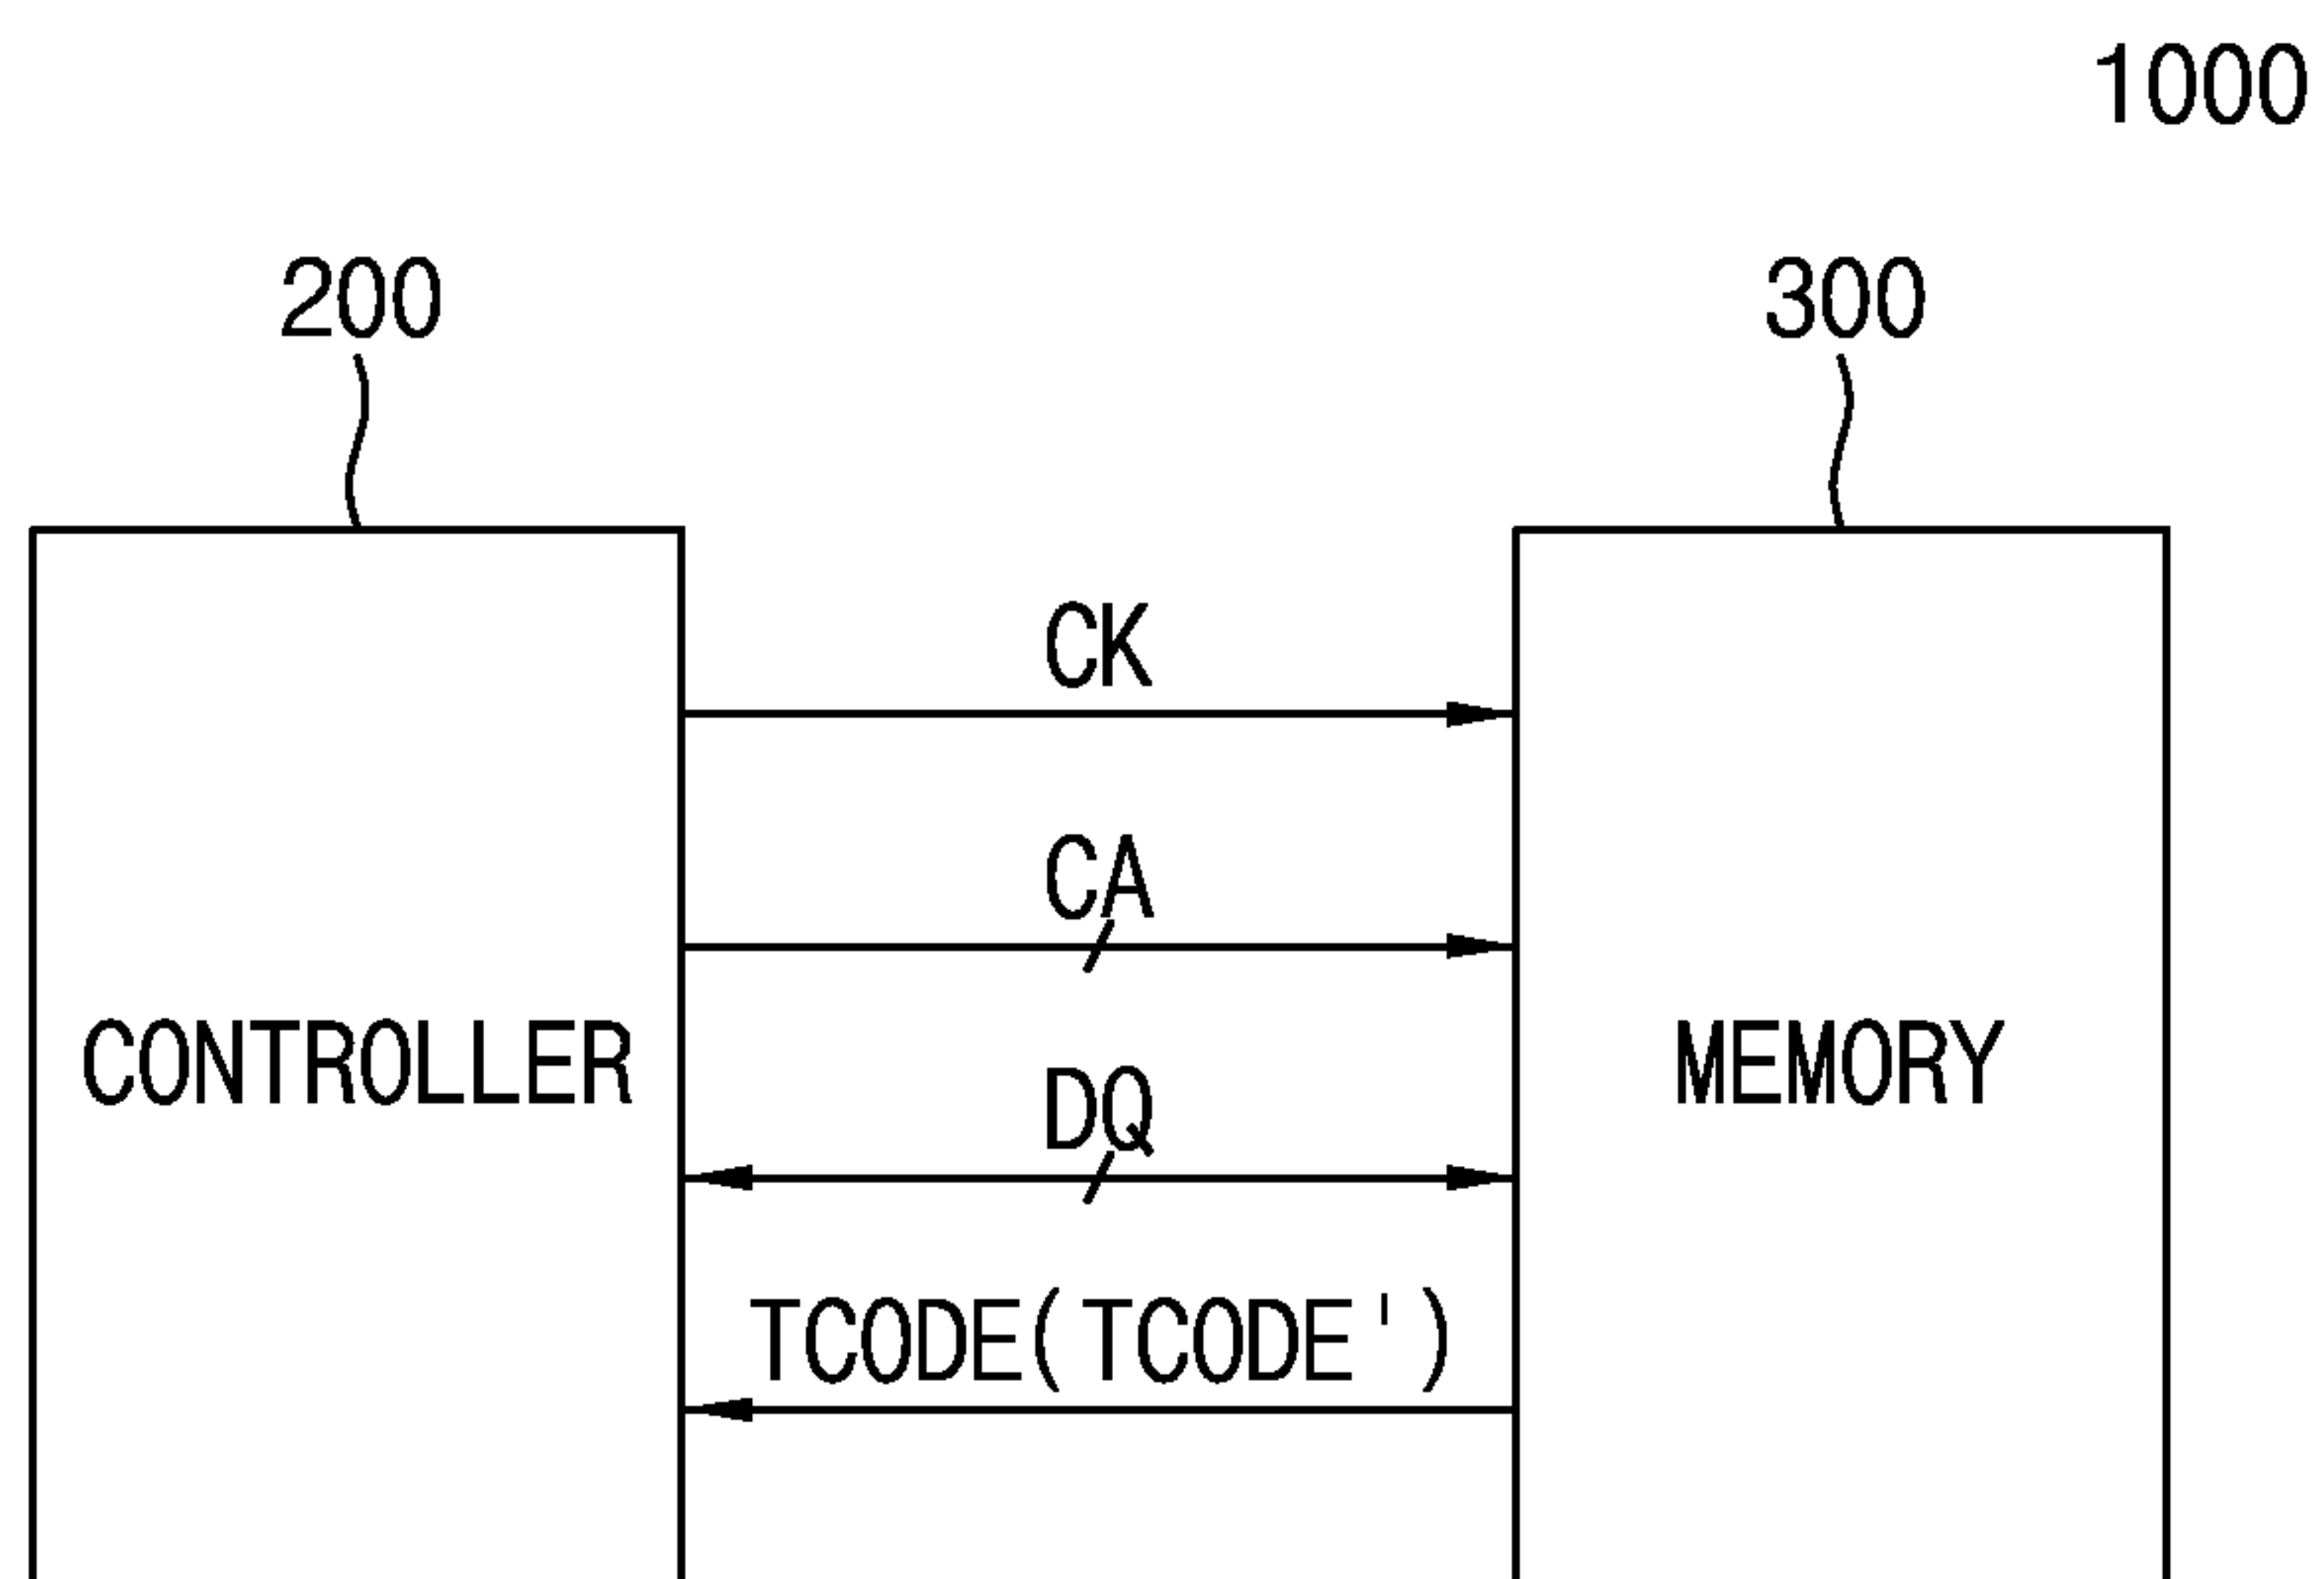 1000
200
300
CK
CA
CONTROLLER
MEMORY
DQ
TCODE(TCODE')